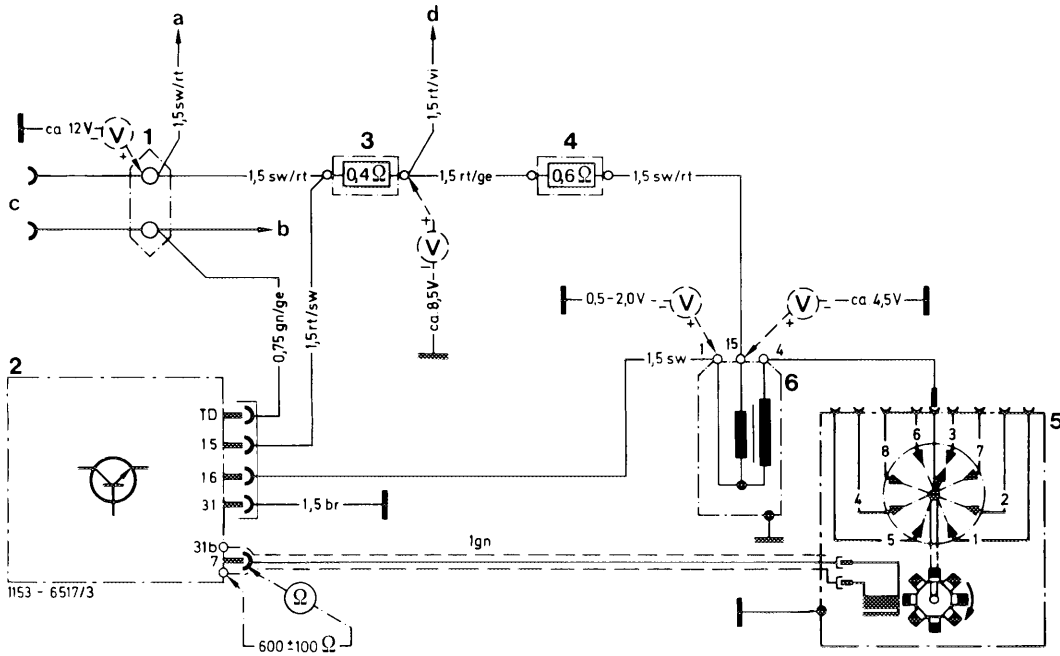 a
d
1,5 sw/rt
1,5 rt/vi
ca 12V
V
1
3
4
- +
1,5 sw/rt
0,4 Ω
1,5 rt/ge
0,6 Ω
1,5 sw/rt
c
b
+
V
-
ca 8,5V
0,75 gn/ge
1,5 rt/sw
0,5-2,0V
- V +
V - +
ca 4,5V
1,5 sw
1
15
4
2
6
5
TD
15
16
31
1,5 br
31b
7
1gn
Ω
600 ±100 Ω
1153 - 6517/3
6
3
8
7
4
2
5
1